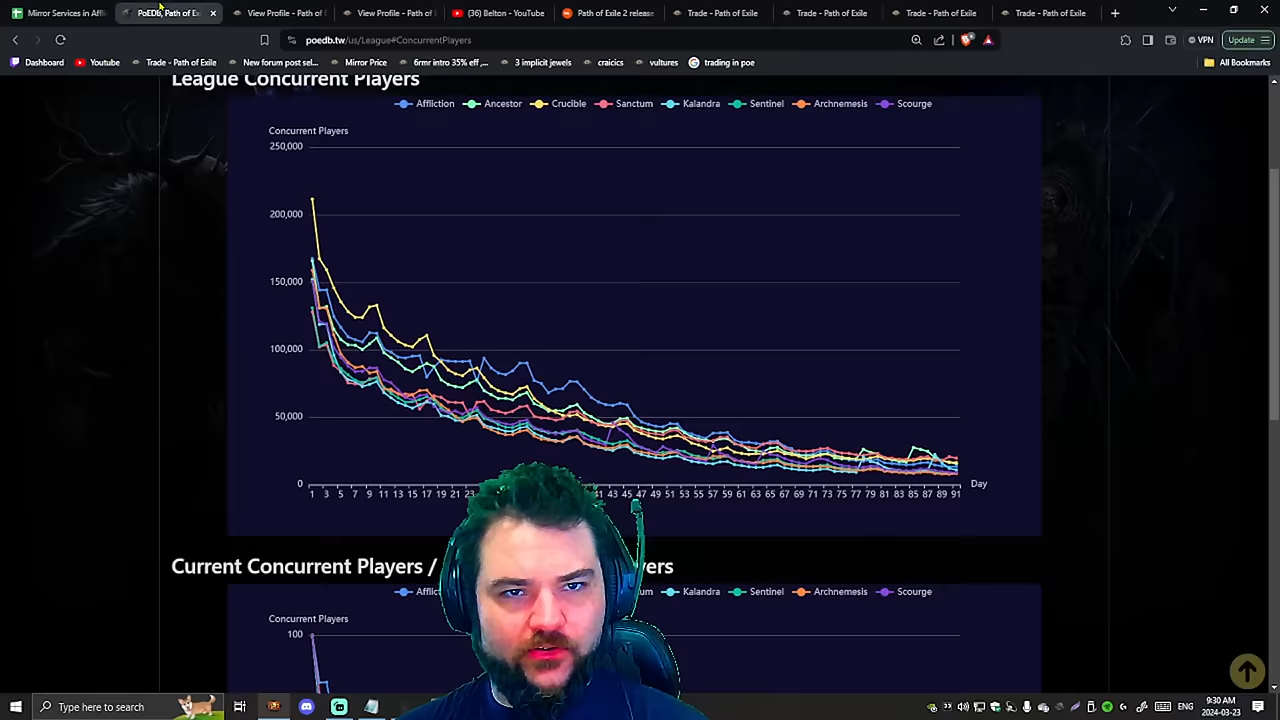 Mirror Services in Affli
PoEDB, Path of Ex
View Profile - Path of E
View Profile - Path of E
(36) Belton - YouTube
Path of Exile 2 release
Trade - Path of Exile
Trade - Path of Exile
Trade - Path of Exile
Trade - Path of Exile
poedb.tw/us/League#ConcurrentPlayers
VPN
Update
Dashboard
Youtube
Trade - Path of Exile
New forum post sel...
Mirror Price
6rmr intro 35% eff ,...
3 implicit jewels
craicics
vultures
trading in poe
All Bookmarks
League Concurrent Players
Affliction Ancestor Crucible Sanctum Kalandra Sentinel Archnemesis Scourge
Concurrent Players
250,000
200,000
150,000
100,000
50,000
0
1 3 5 7 9 11 13 15 17 19 21 23 41 43 45 47 49 51 53 55 57 59 61 63 65 67 69 71 73 75 77 79 81 83 85 87 89 91
Day
Current Concurrent Players /
Kalandra Sentinel Archnemesis Scourge
Concurrent Players
100
Type here to search
ENG
9:30 AM
2024-03-23